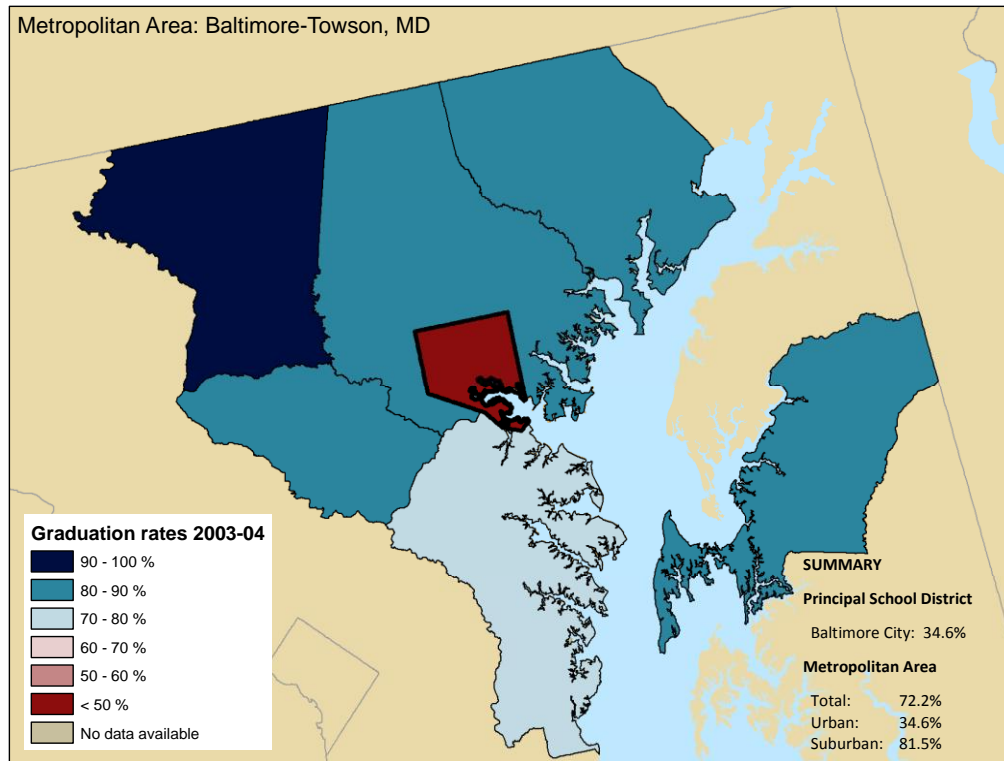 Metropolitan Area: Baltimore-Towson, MD
Graduation rates 2003-04
90 - 100 %
80 - 90 %
70 - 80 %
60 - 70 %
50 - 60 %
< 50 %
No data available
SUMMARY
Principal School District
Baltimore City: 34.6%
Metropolitan Area
Total: 72.2%
Urban: 34.6%
Suburban: 81.5%